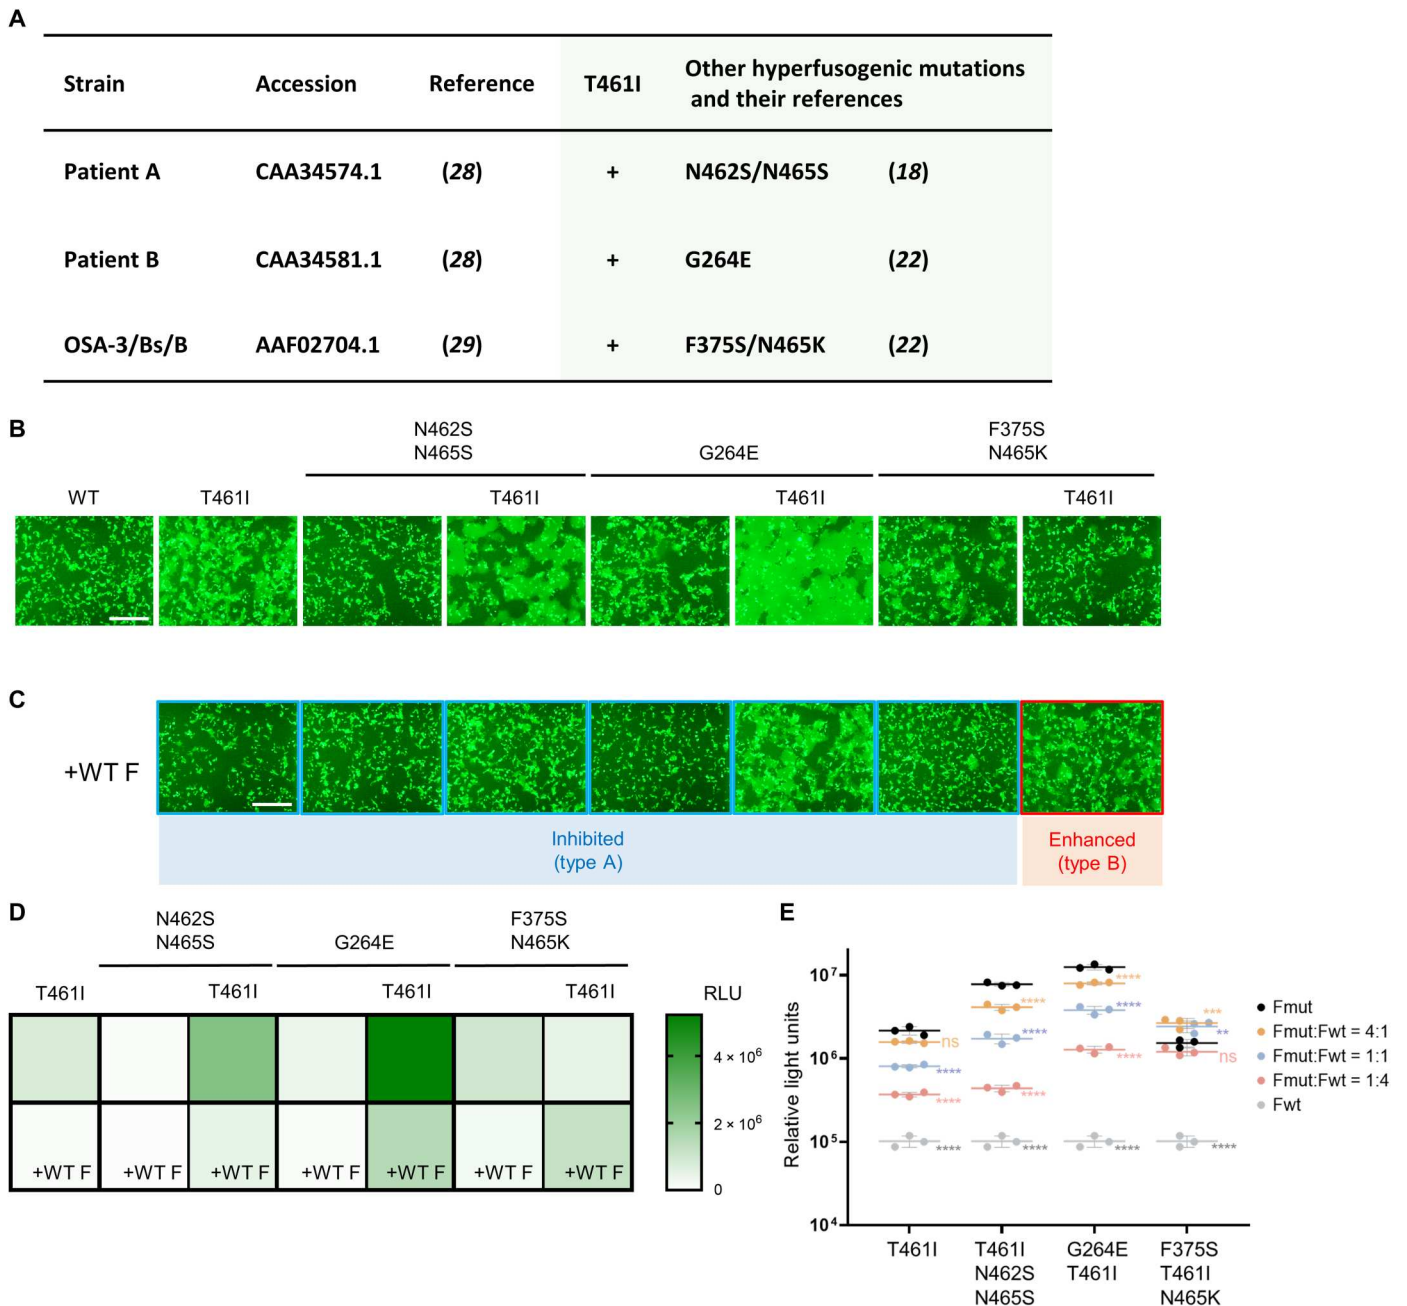 A
Strain Accession Reference T461I Other hyperfusogenic mutations
and their references
Patient A CAA34574.1 (28) + N462S/N465S (18)
Patient B CAA34581.1 (28) + G264E (22)
OSA-3/Bs/B AAF02704.1 (29) + F375S/N465K (22)
B
N462S
N465S
G264E
F375S
N465K
WT T461I T461I T461I T461I
C
+WT F
Inhibited
(type A)
Enhanced
(type B)
D
N462S
N465S
G264E
F375S
N465K
T461I T461I T461I T461I
+WT F +WT F +WT F +WT F +WT F +WT F +WT F
RLU
4 × 10⁶
2 × 10⁶
0
E
Relative light units
10⁷
10⁶
10⁵
10⁴
ns **** **** ****
**** **** **** ****
**** **** **** ****
*** ** ns ****
T461I
T461I
N462S
N465S
G264E
T461I
F375S
T461I
N465K
Fmut
Fmut:Fwt = 4:1
Fmut:Fwt = 1:1
Fmut:Fwt = 1:4
Fwt